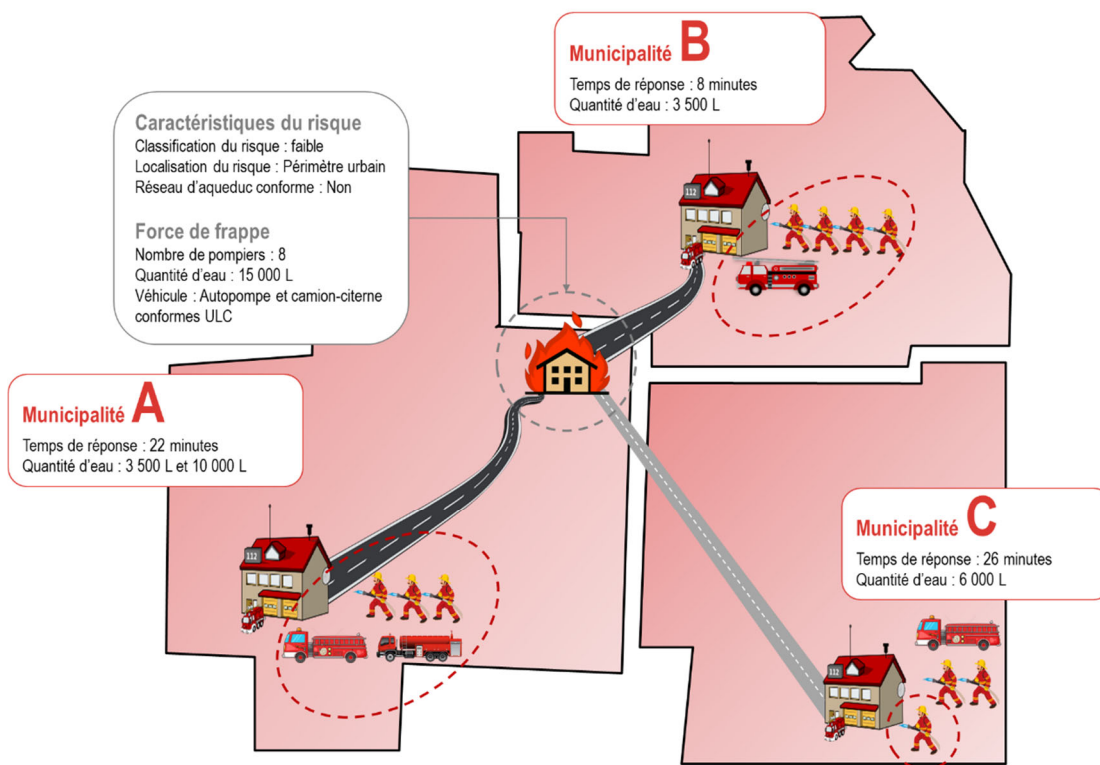 Municipalité B
Temps de réponse : 8 minutes
Quantité d'eau : 3 500 L
Caractéristiques du risque
Classification du risque : faible
Localisation du risque : Périmètre urbain
Réseau d'aqueduc conforme : Non
Force de frappe
Nombre de pompiers : 8
Quantité d'eau : 15 000 L
Véhicule : Autopompe et camion-citerne
conformes ULC
112
Municipalité A
Temps de réponse : 22 minutes
Quantité d'eau : 3 500 L et 10 000 L
Municipalité C
Temps de réponse : 26 minutes
Quantité d'eau : 6 000 L
112
112